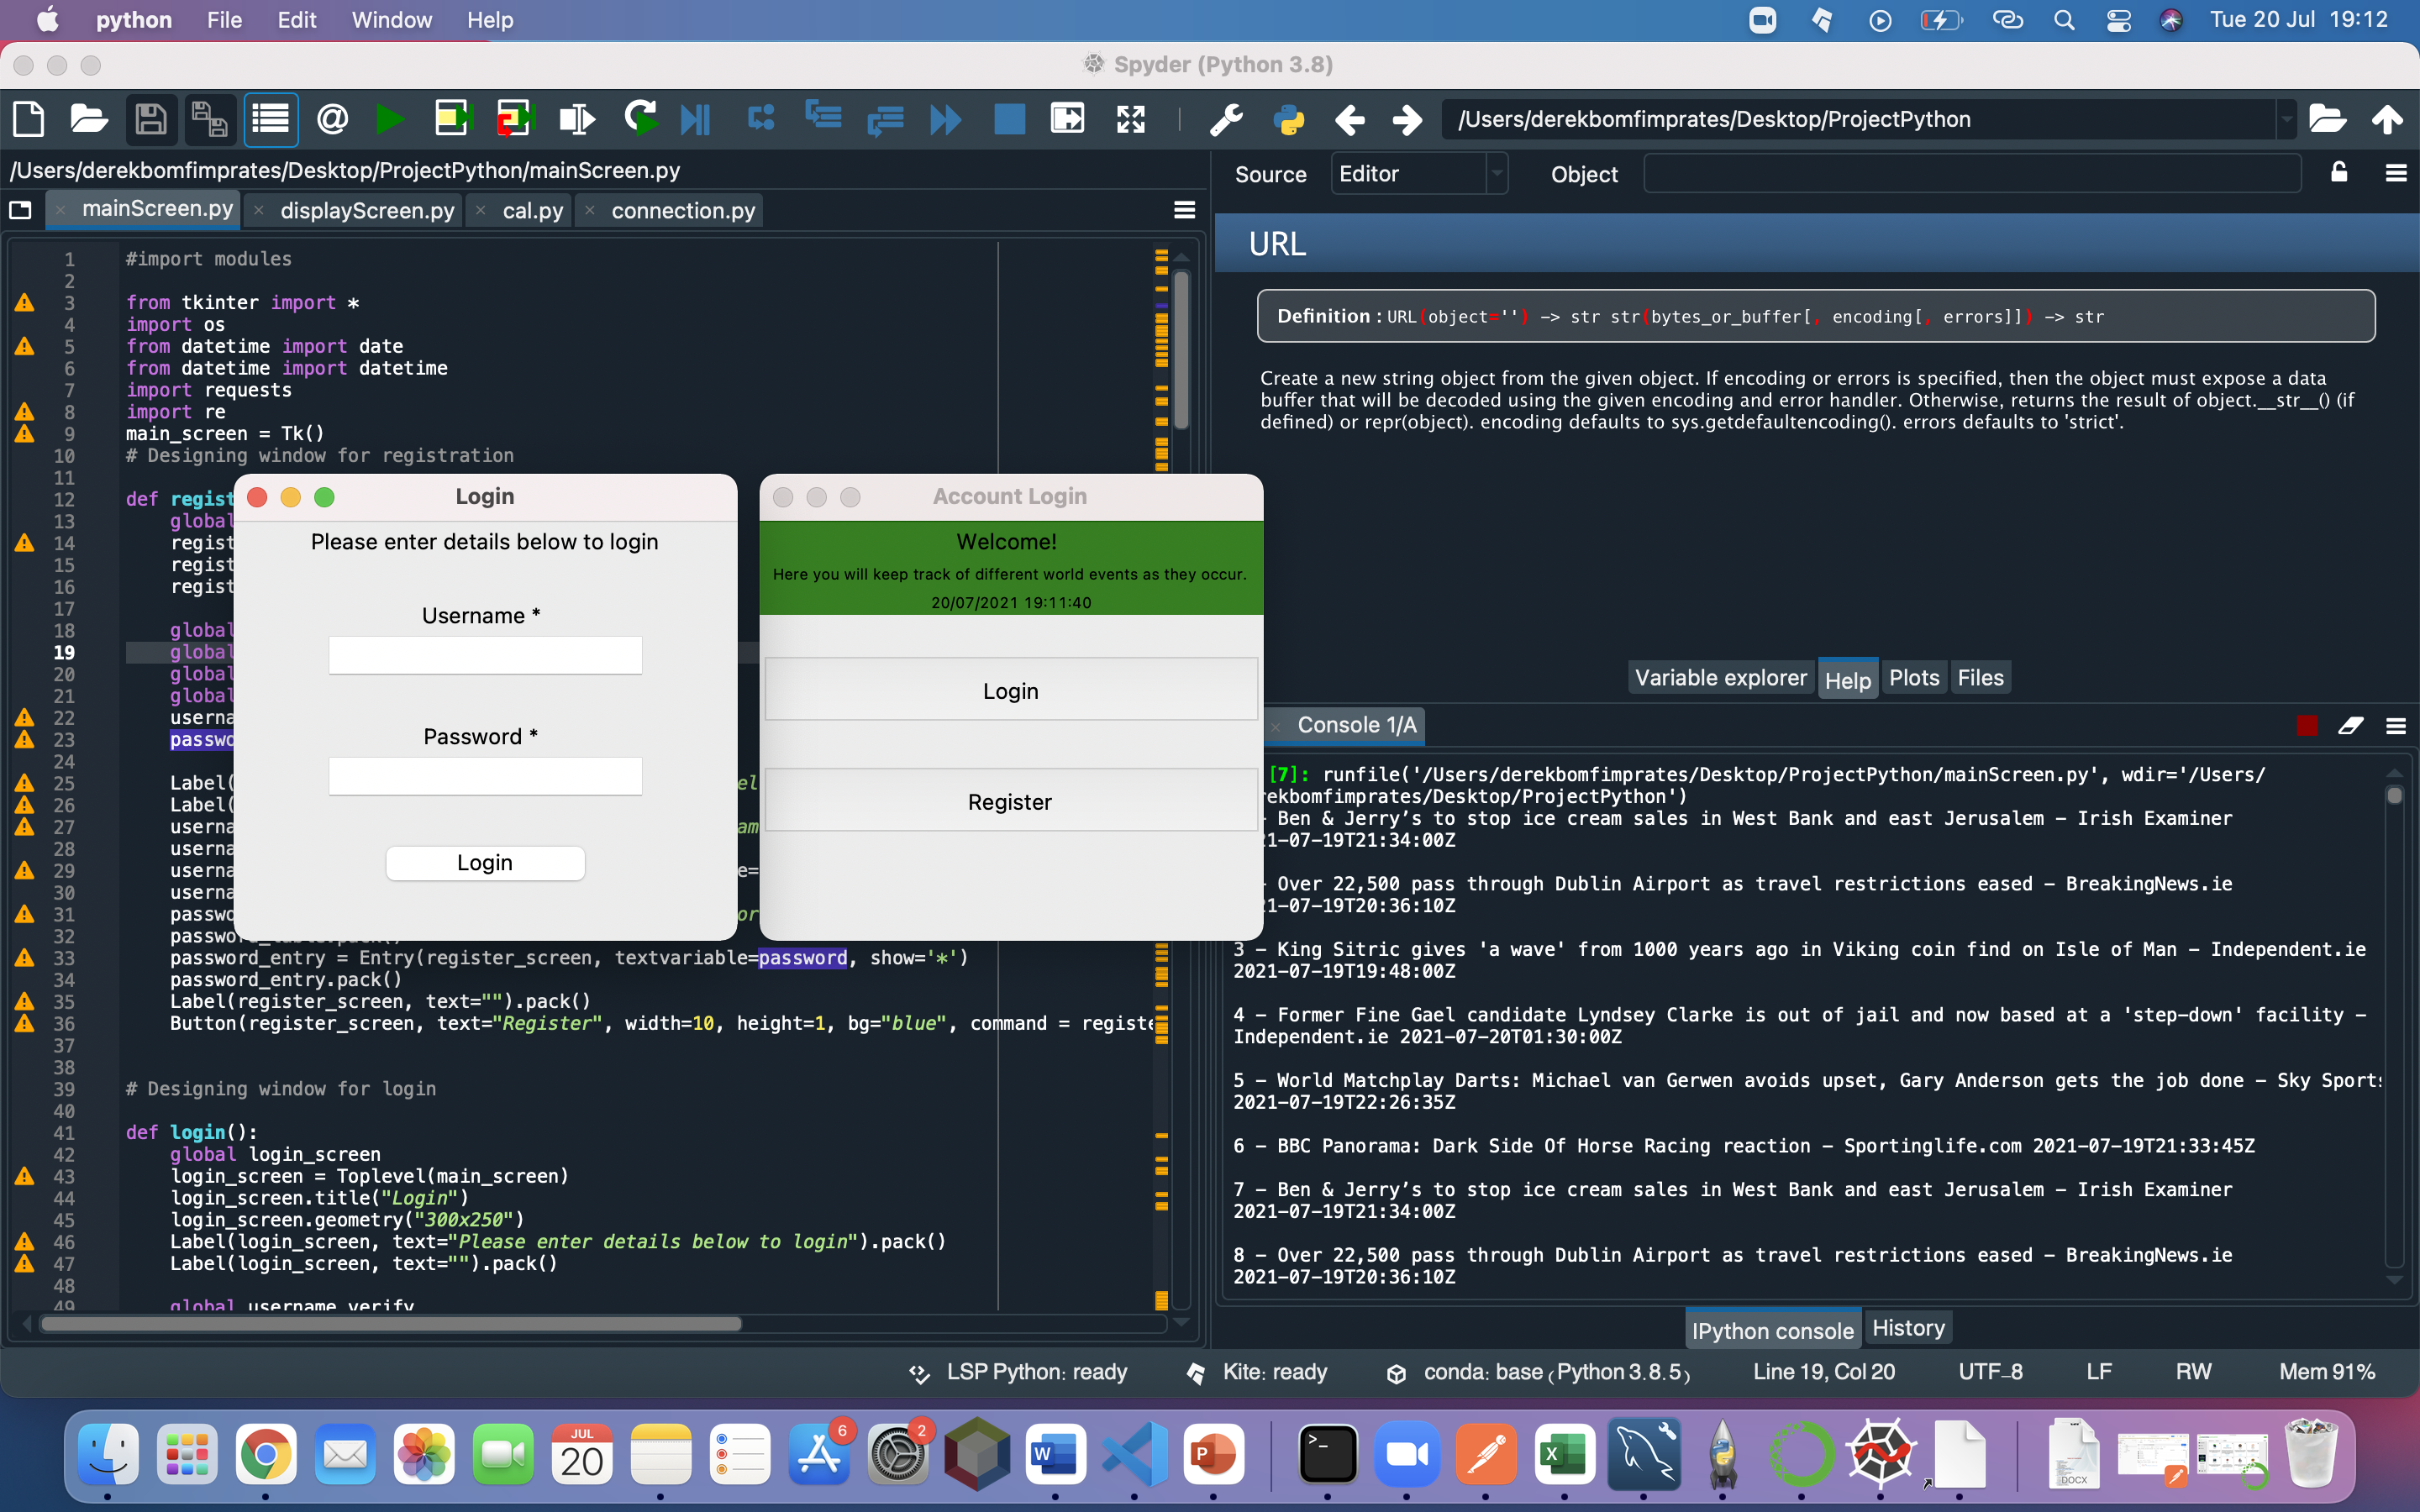 python File Edit Window Help Tue 20 Jul 19:12
Spyder (Python 3.8)
/Users/derekbomfimprates/Desktop/ProjectPython
/Users/derekbomfimprates/Desktop/ProjectPython/mainScreen.py
mainScreen.py displayScreen.py cal.py connection.py
1 #import modules
2
3 from tkinter import *
4 import os
5 from datetime import date
6 from datetime import datetime
7 import requests
8 import re
9 main_screen = Tk()
10 # Designing window for registration
11
12 def regist
13 global
14 regist
15 regist
16 regist
17
18 global
19 global
20 global
21 global
22 userna
23 passwo
24
25 Label( el
26 Label(
27 userna am
28 userna
29 userna e=
30 userna
31 passwo or
32
33 password_entry = Entry(register_screen, textvariable=password, show='*')
34 password_entry.pack()
35 Label(register_screen, text="").pack()
36 Button(register_screen, text="Register", width=10, height=1, bg="blue", command = registe
37
38
39 # Designing window for login
40
41 def login():
42 global login_screen
43 login_screen = Toplevel(main_screen)
44 login_screen.title("Login")
45 login_screen.geometry("300x250")
46 Label(login_screen, text="Please enter details below to login").pack()
47 Label(login_screen, text="").pack()
48
49 global username_verify
Login
Please enter details below to login
Username *
Password *
Login
Account Login
Welcome!
Here you will keep track of different world events as they occur.
20/07/2021 19:11:40
Login
Register
Source Editor Object
URL
Definition : URL(object='') -> str str(bytes_or_buffer[, encoding[, errors]]) -> str
Create a new string object from the given object. If encoding or errors is specified, then the object must expose a data
buffer that will be decoded using the given encoding and error handler. Otherwise, returns the result of object.__str__() (if
defined) or repr(object). encoding defaults to sys.getdefaultencoding(). errors defaults to 'strict'.
Variable explorer Help Plots Files
Console 1/A
[7]: runfile('/Users/derekbomfimprates/Desktop/ProjectPython/mainScreen.py', wdir='/Users/
rekbomfimprates/Desktop/ProjectPython')
- Ben & Jerry’s to stop ice cream sales in West Bank and east Jerusalem - Irish Examiner
1-07-19T21:34:00Z
- Over 22,500 pass through Dublin Airport as travel restrictions eased - BreakingNews.ie
1-07-19T20:36:10Z
3 - King Sitric gives 'a wave' from 1000 years ago in Viking coin find on Isle of Man - Independent.ie
2021-07-19T19:48:00Z
4 - Former Fine Gael candidate Lyndsey Clarke is out of jail and now based at a 'step-down' facility -
Independent.ie 2021-07-20T01:30:00Z
5 - World Matchplay Darts: Michael van Gerwen avoids upset, Gary Anderson gets the job done - Sky Sports
2021-07-19T22:26:35Z
6 - BBC Panorama: Dark Side Of Horse Racing reaction - Sportinglife.com 2021-07-19T21:33:45Z
7 - Ben & Jerry’s to stop ice cream sales in West Bank and east Jerusalem - Irish Examiner
2021-07-19T21:34:00Z
8 - Over 22,500 pass through Dublin Airport as travel restrictions eased - BreakingNews.ie
2021-07-19T20:36:10Z
IPython console History
LSP Python: ready Kite: ready conda: base (Python 3.8.5) Line 19, Col 20 UTF-8 LF RW Mem 91%
JUL
20
6
2
W
P
>_
X
DOCX